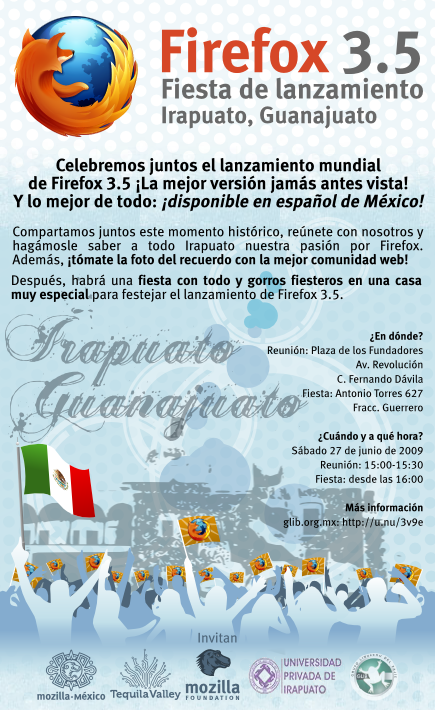 Firefox 3.5
Fiesta de lanzamiento
Irapuato, Guanajuato
Celebremos juntos el lanzamiento mundial
de Firefox 3.5 ¡La mejor versión jamás antes vista!
Y lo mejor de todo: ¡disponible en español de México!
Compartamos juntos este momento histórico, reúnete con nosotros y
hagámosle saber a todo Irapuato nuestra pasión por Firefox.
Además, ¡tómate la foto del recuerdo con la mejor comunidad web!
Después, habrá una fiesta con todo y gorros fiesteros en una casa
muy especial para festejar el lanzamiento de Firefox 3.5.
Irapuato
Guanajuato
¿En dónde?
Reunión: Plaza de los Fundadores
Av. Revolución
C. Fernando Dávila
Fiesta: Antonio Torres 627
Fracc. Guerrero
¿Cuándo y a qué hora?
Sábado 27 de junio de 2009
Reunión: 15:00-15:30
Fiesta: desde las 16:00
Más información
glib.org.mx: http://u.nu/3v9e
Invitan
mozilla-méxico
TequilaValley
mozilla
FOUNDATION
UNIVERSIDAD
PRIVADA DE
IRAPUATO